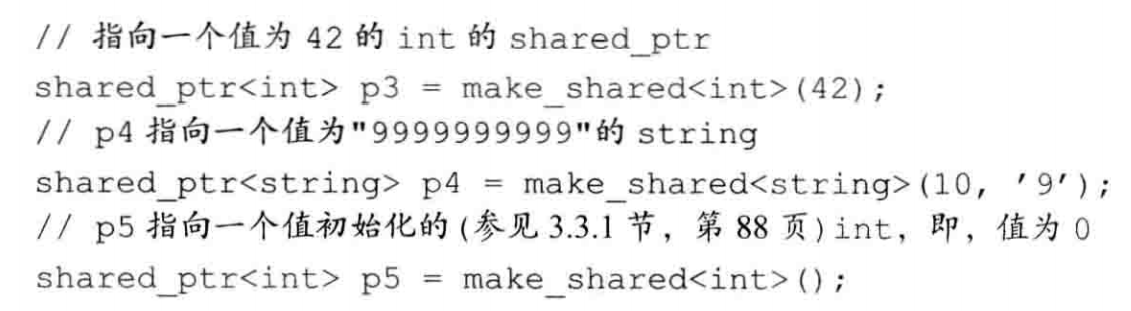 // 指向一个值为 42 的 int 的 shared_ptr
shared_ptr<int> p3 = make_shared<int>(42);
// p4 指向一个值为"9999999999"的 string
shared_ptr<string> p4 = make_shared<string>(10, '9');
// p5 指向一个值初始化的(参见 3.3.1 节，第 88 页)int，即，值为 0
shared_ptr<int> p5 = make_shared<int>();